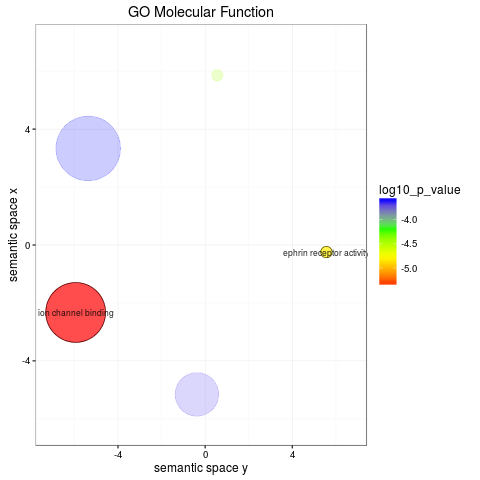 GO Molecular Function
4
0
-4
semantic space x
ephrin receptor activity
ion channel binding
-4
0
4
semantic space y
log10_p_value
-4.0
-4.5
-5.0